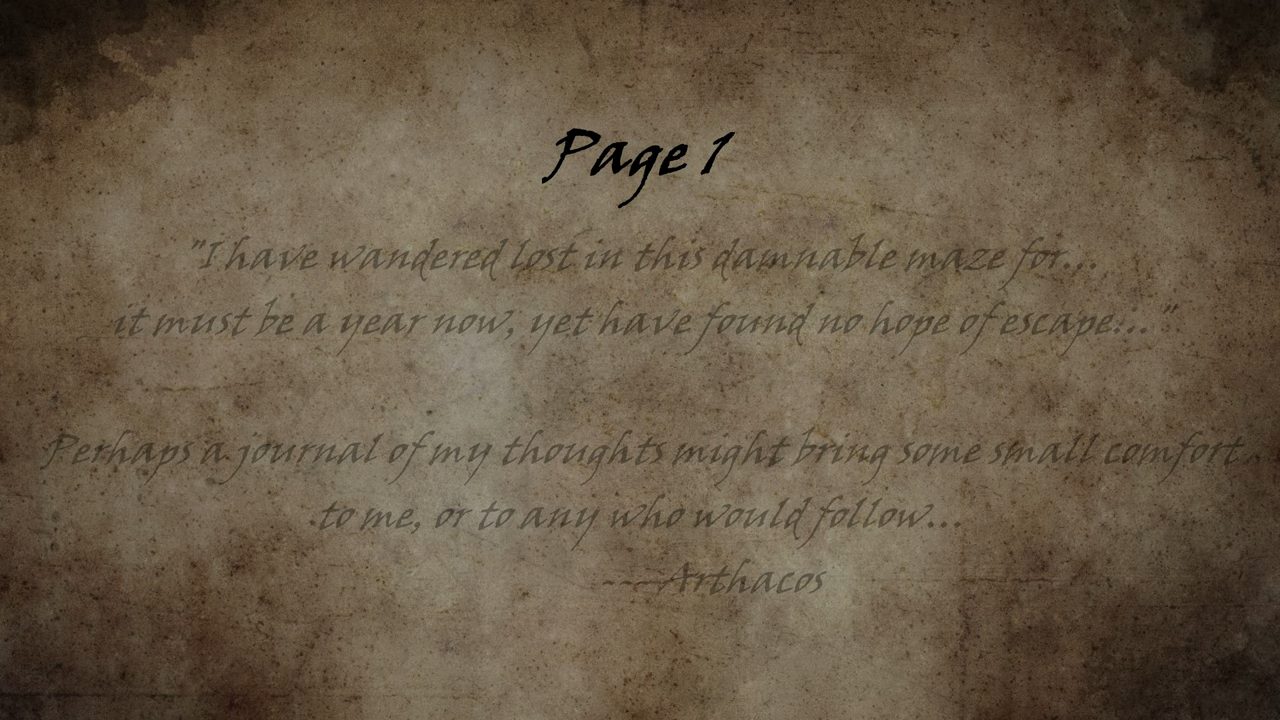 Page 1
"I have wandered lost in this damnable maze for...
it must be a year now, yet have found no hope of escape..."
Perhaps a journal of my thoughts might bring some small comfort
to me, or to any who would follow...
----Arthacos